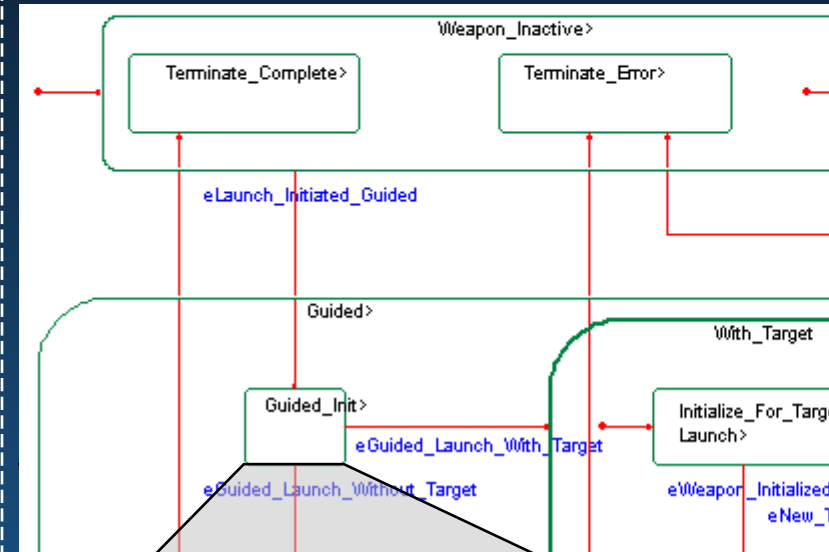 Weapon_Inactive>
Terminate_Complete>
Terminate_Error>
eLaunch_Initiated_Guided
Guided>
With_Target
Guided_Init>
Initialize_For_Targe
Launch>
eGuided_Launch_With_Target
eGuided_Launch_Without_Target
eWeapon_Initialized
eNew_T